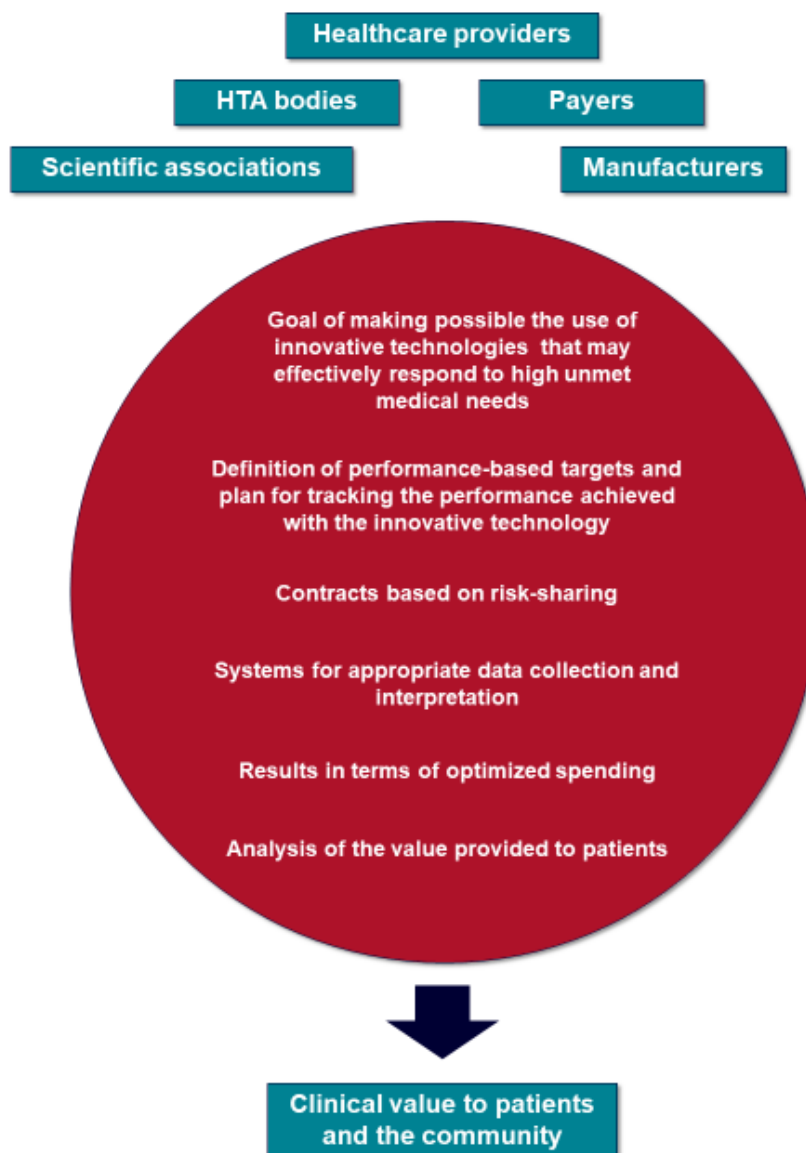 Healthcare providers
HTA bodies
Payers
Scientific associations
Manufacturers
Goal of making possible the use of
innovative technologies that may
effectively respond to high unmet
medical needs
Definition of performance-based targets and
plan for tracking the performance achieved
with the innovative technology
Contracts based on risk-sharing
Systems for appropriate data collection and
interpretation
Results in terms of optimized spending
Analysis of the value provided to patients
Clinical value to patients
and the community